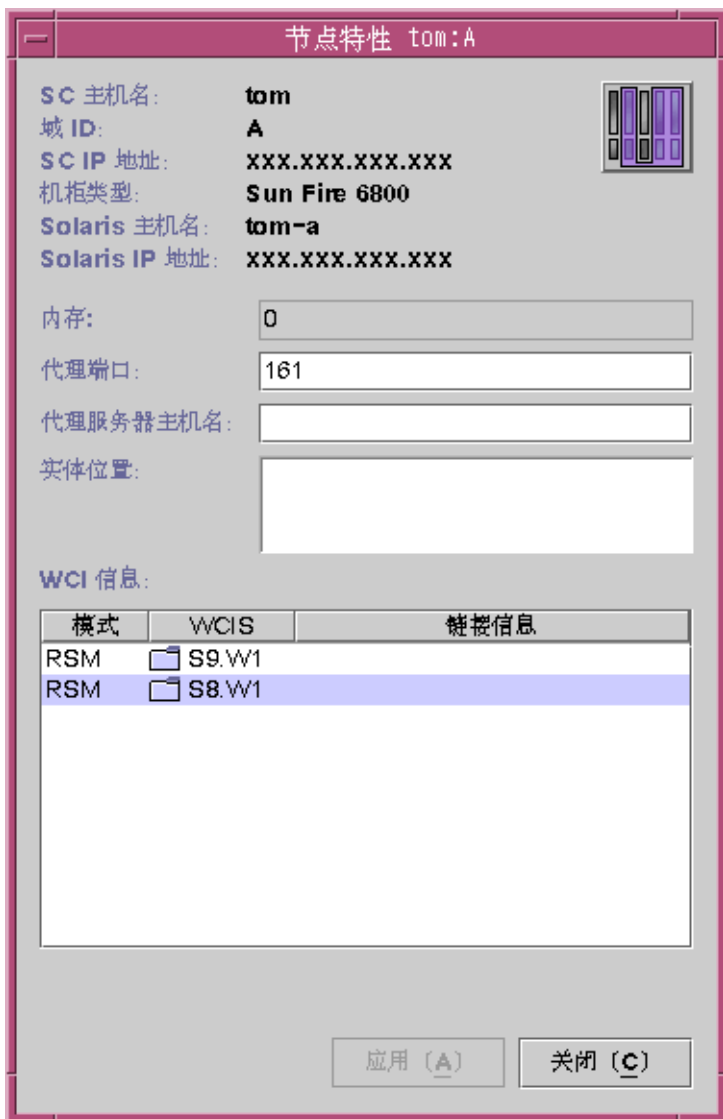 节点特性 tom:A
SC 主机名: tom
域 ID: A
SC IP 地址: xxx.xxx.xxx.xxx
机柜类型: Sun Fire 6800
Solaris 主机名: tom-a
Solaris IP 地址: xxx.xxx.xxx.xxx
内存: 0
代理端口: 161
代理服务器主机名:
实体位置:
WCI 信息:
模式 WCIS 链接信息
RSM S9.W1
RSM S8.W1
应用 (A) 关闭 (C)